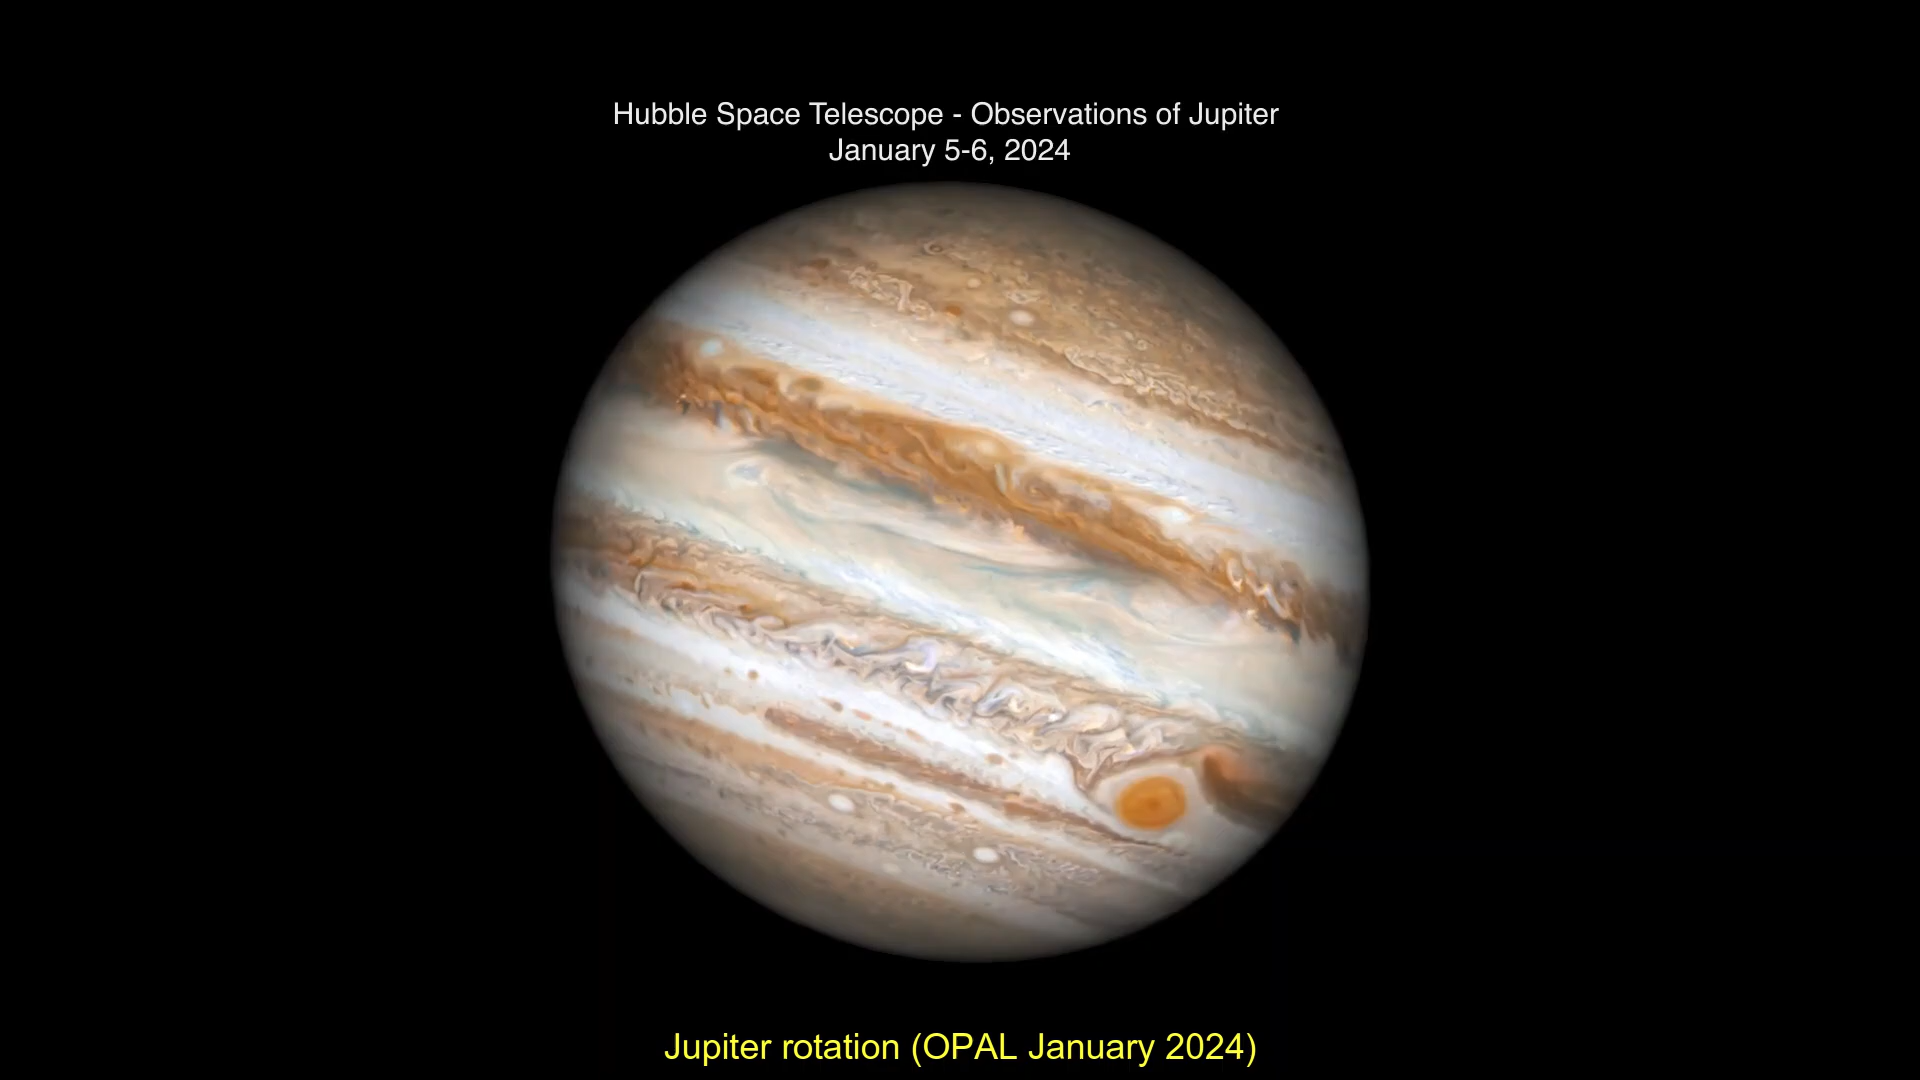 Hubble Space Telescope - Observations of Jupiter
January 5-6, 2024
Jupiter rotation (OPAL January 2024)